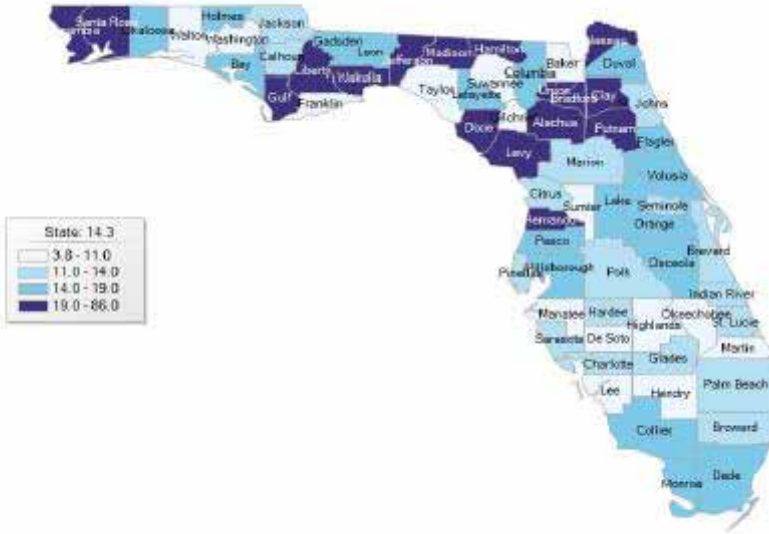 Santa Rosa
Okaloosa
Walton
Holmes
Washington
Jackson
Bay
Calhoun
Gulf
Gadsden
Liberty
Leon
Wakulla
Franklin
Jefferson
Madison
Taylor
Hamilton
Suwannee
Lafayette
Dixie
Columbia
Gilchri
Levy
Baker
Union
Bradford
Alachua
Nassau
Duval
Clay
Johns
Putnam
Flagler
Marion
Volusia
Citrus
Sumter
Lake
Seminole
Hernando
Orange
Pasco
Pinellas
Hillsborough
Polk
Osceola
Brevard
Indian River
Manatee
Hardee
Highlands
Okeechobee
St. Lucie
Sarasota
De Soto
Martin
Charlotte
Glades
Lee
Hendry
Palm Beach
Collier
Broward
Monroe
Dade
State: 14.3
3.8 - 11.0
11.0 - 14.0
14.0 - 19.0
19.0 - 86.0